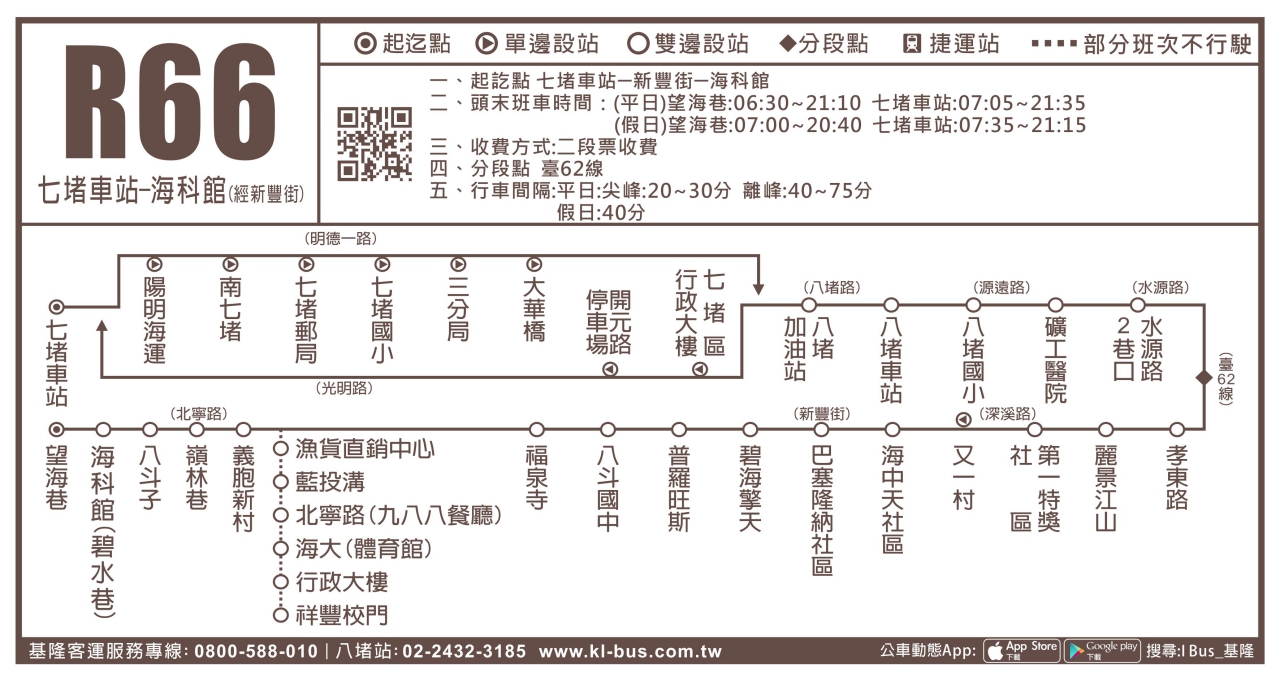 R66
七堵車站-海科館(經新豐街)
起迄點 單邊設站 雙邊設站 分段點 捷運站 部分班次不行駛
一、起訖點 七堵車站-新豐街-海科館
二、頭末班車時間:(平日)望海巷:06:30~21:10 七堵車站:07:05~21:35
(假日)望海巷:07:00~20:40 七堵車站:07:35~21:15
三、收費方式:二段票收費
四、分段點 臺62線
五、行車間隔:平日:尖峰:20~30分 離峰:40~75分
假日:40分
(明德一路)
七堵車站
陽明海運
南七堵
七堵郵局
七堵國小
三分局
大華橋
開元路
停車場
七堵區
行政大樓
(光明路)
(八堵路)
八堵
加油站
八堵車站
(源遠路)
八堵國小
礦工醫院
(水源路)
水源路
2巷口
(臺62線)
(北寧路)
望海巷
海科館(碧水巷)
八斗子
嶺林巷
義胞新村
漁貨直銷中心
藍投溝
北寧路(九八八餐廳)
海大(體育館)
行政大樓
祥豐校門
福泉寺
八斗國中
普羅旺斯
碧海擎天
(新豐街)
巴塞隆納社區
海中天社區
(深溪路)
又一村
第一特獎
社區
麗景江山
孝東路
基隆客運服務專線: 0800-588-010 | 八堵站: 02-2432-3185 www.kl-bus.com.tw
公車動態App: App Store 下載 Google play 下載 搜尋:I Bus_基隆